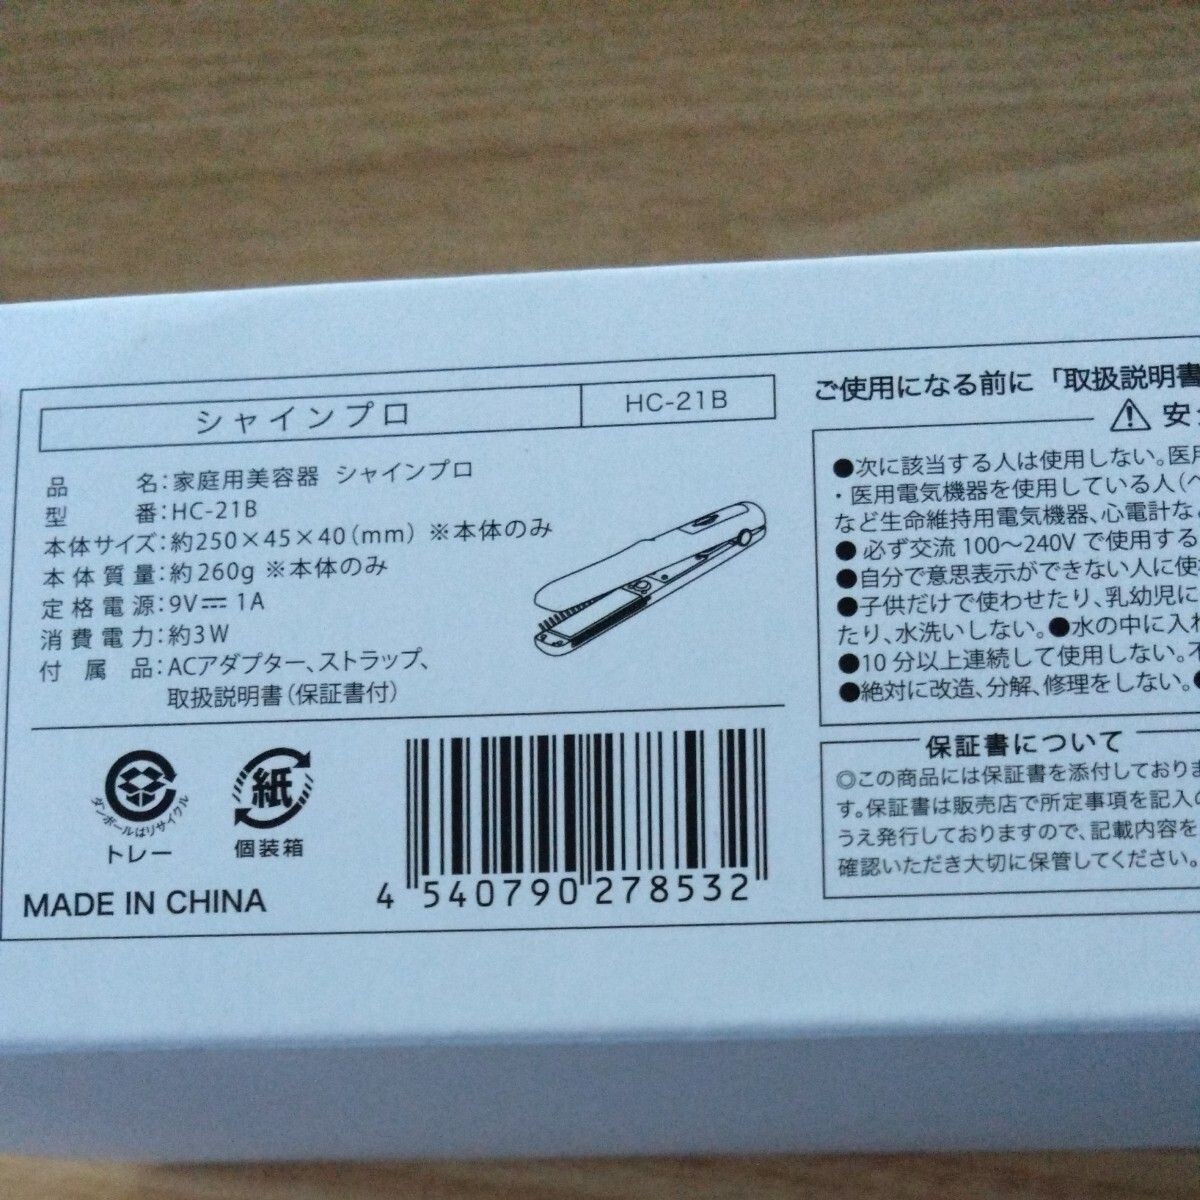 シャインプロ HC-21B
品名：家庭用美容器 シャインプロ
型番：HC-21B
本体サイズ：約250×45×40(mm) ※本体のみ
本体質量：約260g ※本体のみ
定格電源：9V⎓1A
消費電力：約3W
付属品：ACアダプター、ストラップ、
取扱説明書(保証書付)
ダンボールはリサイクル
トレー
紙
個装箱
MADE IN CHINA
4 540790 278532
ご使用になる前に「取扱説明書
⚠ 安
●次に該当する人は使用しない。医用
・医用電気機器を使用している人(ペ
など生命維持用電気機器、心電計な
●必ず交流100～240Vで使用する
●自分で意思表示ができない人に使
●子供だけで使わせたり、乳幼児に
たり、水洗いしない。●水の中に入れ
●10分以上連続して使用しない。
●絶対に改造、分解、修理をしない。●
保証書について
◎この商品には保証書を添付しておりま
す。保証書は販売店で所定事項を記入の
うえ発行しておりますので、記載内容を
確認いただき大切に保管してください。